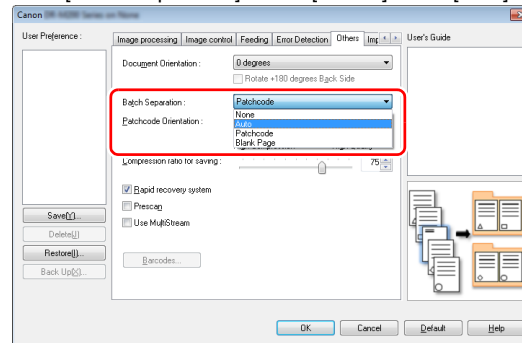 Canon
User Preference :
Image processing
Image control
Feeding
Error Detection
Others
User's Guide
Document Orientation :
0 degrees
Rotate +180 degrees Back Side
Batch Separation :
Patchcode
None
Auto
Patchcode
Blank Page
Patchcode Orientation :
Compression ratio for saving :
75
Rapid recovery system
Prescan
Use MultiStream
Barcodes...
Save(Y)...
Delete(J)
Restore(I)...
Back Up(X)...
OK
Cancel
Default
Help